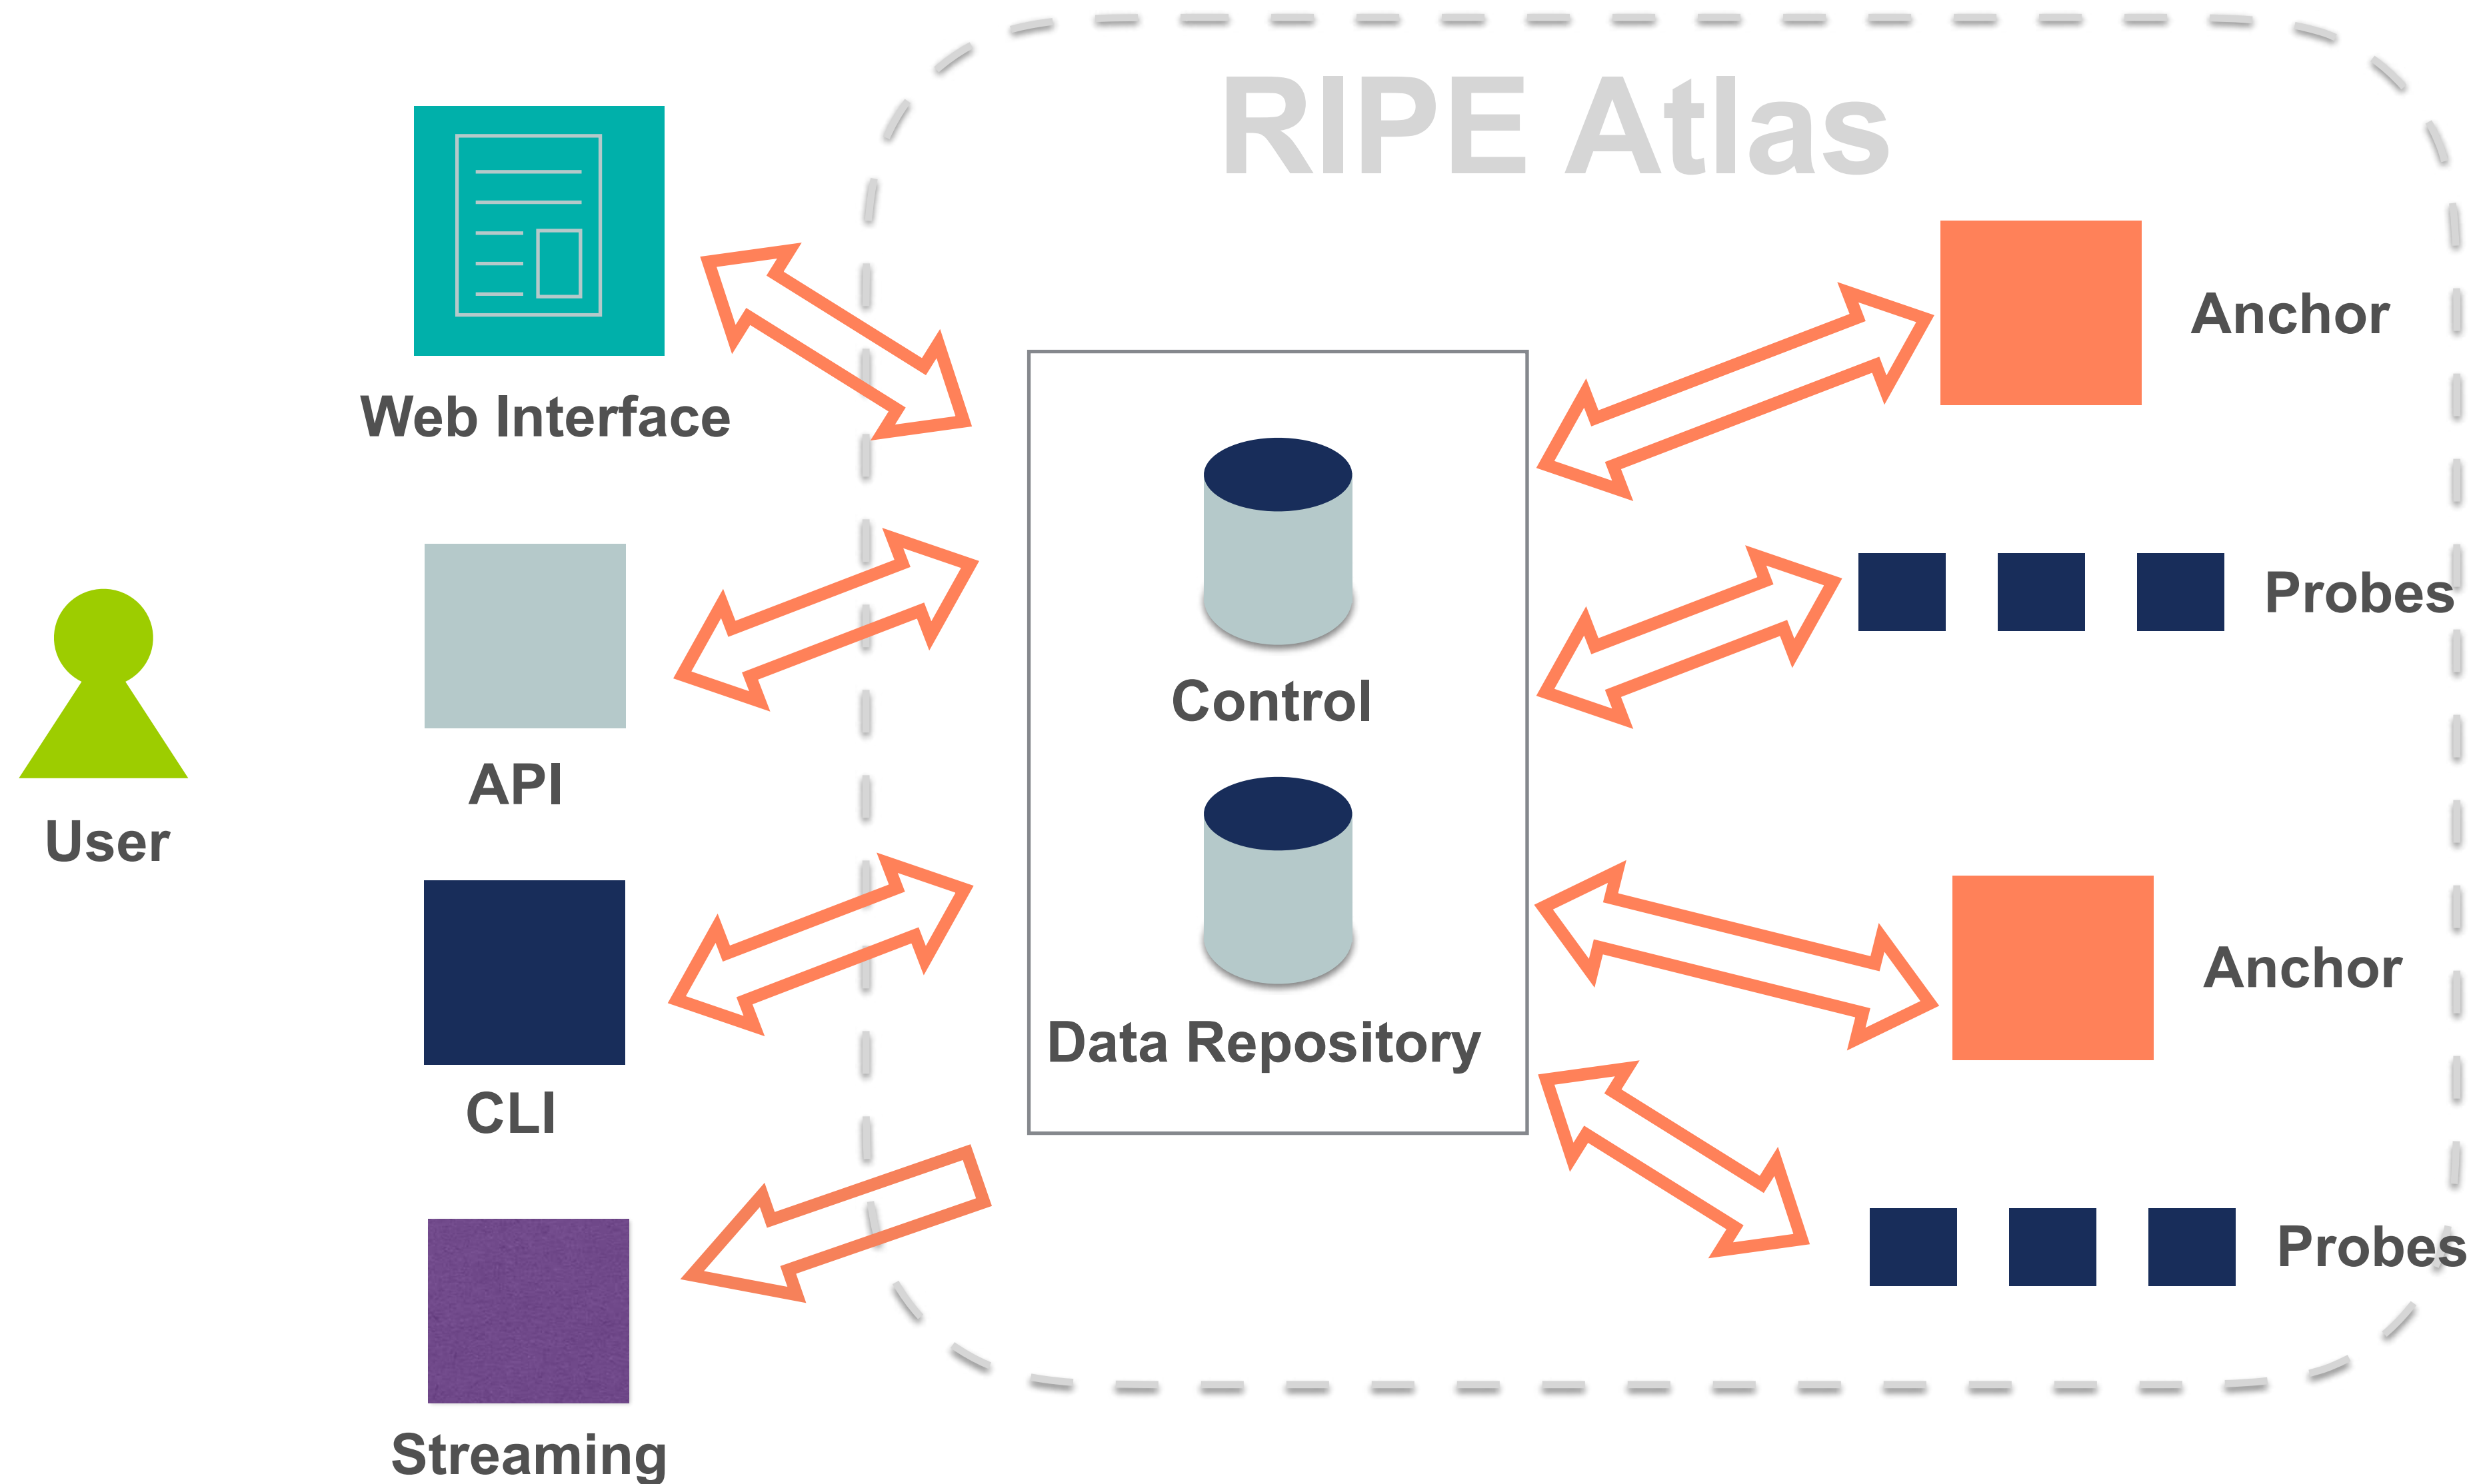 RIPE Atlas
Web Interface
Anchor
Probes
Control
API
User
Anchor
Data Repository
CLI
Probes
Streaming